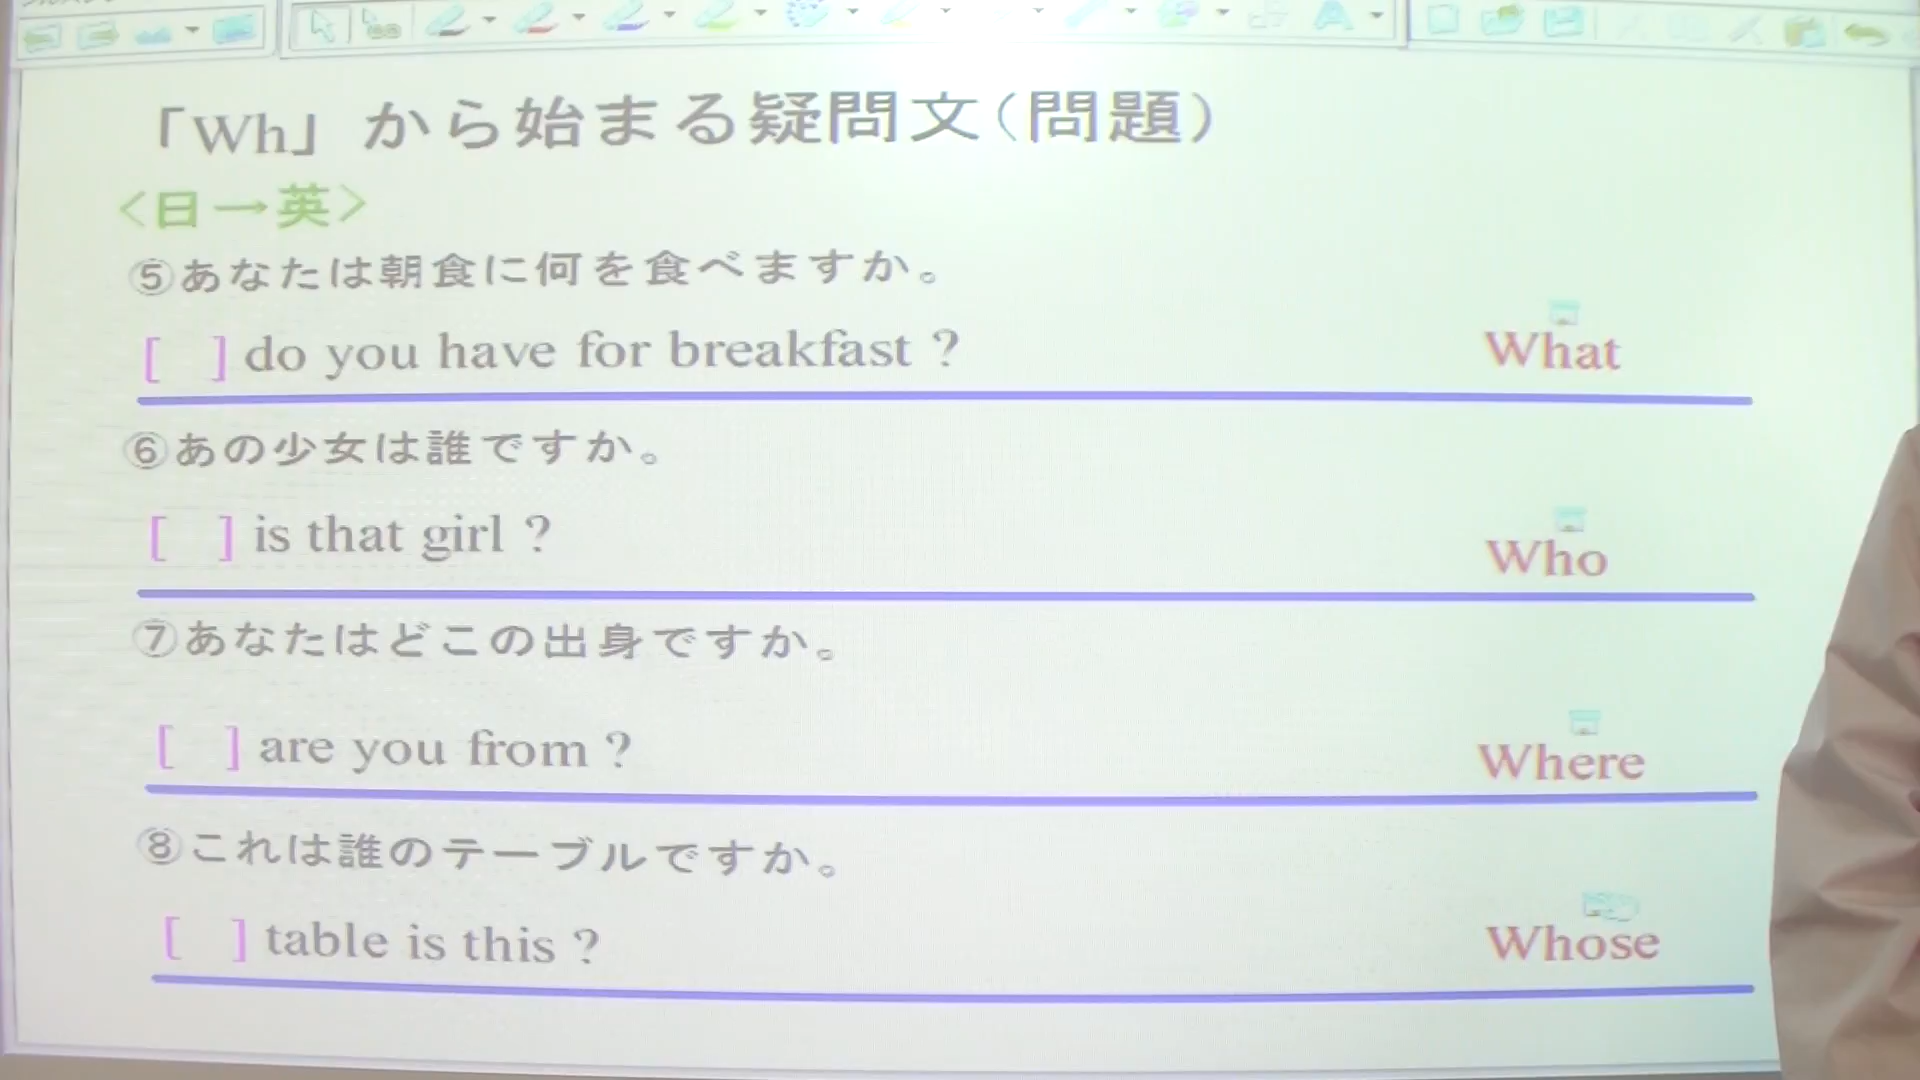 「Wh」から始まる疑問文(問題)
<日→英>
⑤あなたは朝食に何を食べますか。
[ ] do you have for breakfast ? What
⑥あの少女は誰ですか。
[ ] is that girl ? Who
⑦あなたはどこの出身ですか。
[ ] are you from ? Where
⑧これは誰のテーブルですか。
[ ] table is this ? Whose